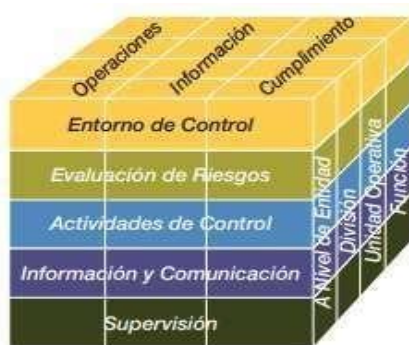 Operaciones
Información
Cumplimiento
Entorno de Control
Evaluación de Riesgos
Actividades de Control
Información y Comunicación
Supervisión
A Nivel de Entidad
División
Unidad Operativa
Función